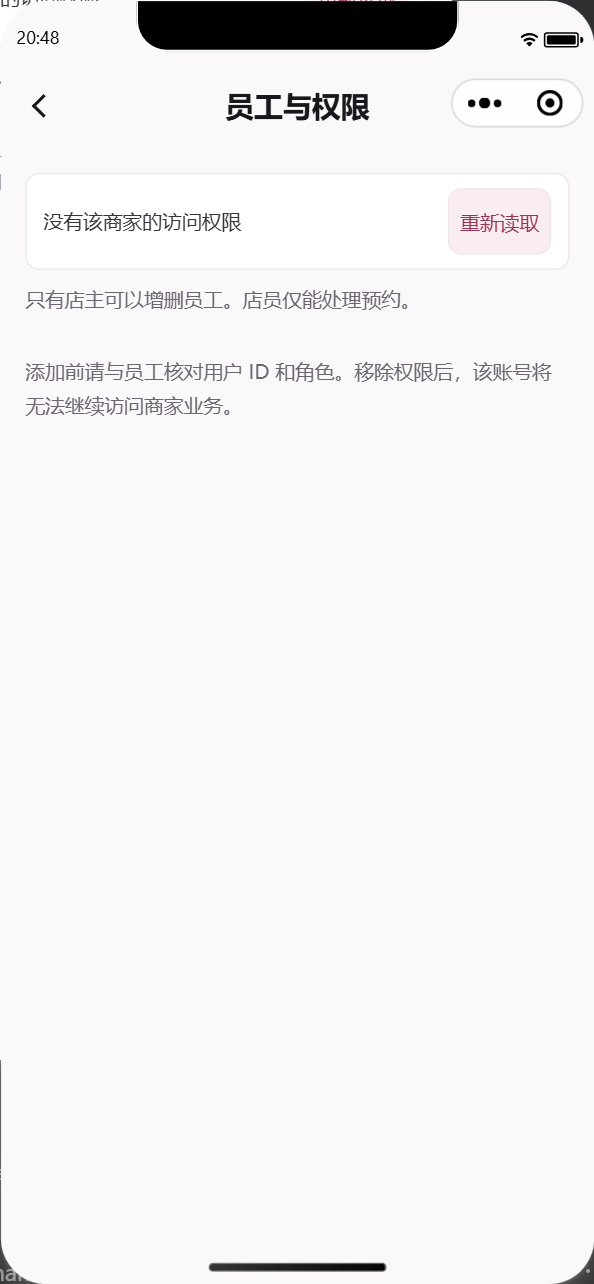 20:48
员工与权限
没有该商家的访问权限
重新读取
只有店主可以增删员工。店员仅能处理预约。
添加前请与员工核对用户 ID 和角色。移除权限后，该账号将
无法继续访问商家业务。